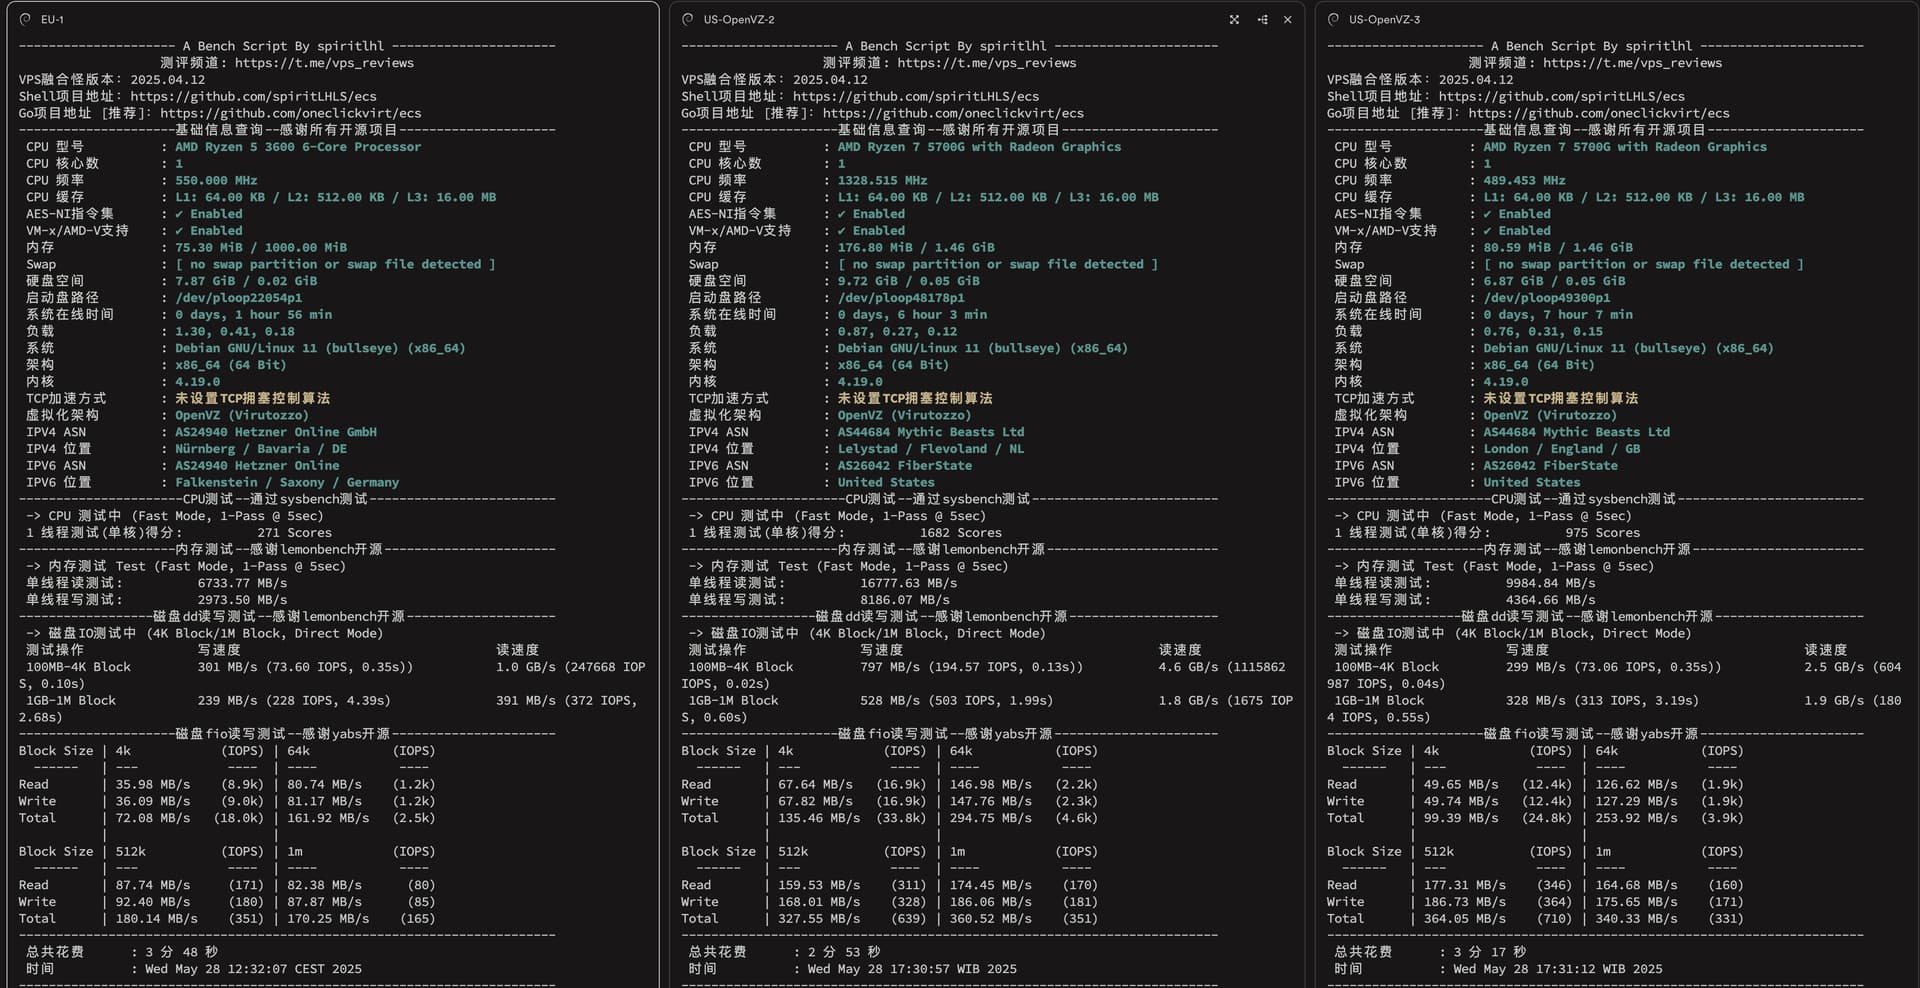 EU-1
---------------------- A Bench Script By spiritlhl ----------------------
测评频道: https://t.me/vps_reviews
VPS融合怪版本: 2025.04.12
Shell项目地址: https://github.com/spiritLHLS/ecs
Go项目地址 [推荐]: https://github.com/oneclickvirt/ecs
---------------------基础信息查询--感谢所有开源项目---------------------
CPU 型号 : AMD Ryzen 5 3600 6-Core Processor
CPU 核心数 : 1
CPU 频率 : 550.000 MHz
CPU 缓存 : L1: 64.00 KB / L2: 512.00 KB / L3: 16.00 MB
AES-NI指令集 : ✔ Enabled
VM-x/AMD-V支持 : ✔ Enabled
内存 : 75.30 MiB / 1000.00 MiB
Swap : [ no swap partition or swap file detected ]
硬盘空间 : 7.87 GiB / 0.02 GiB
启动盘路径 : /dev/ploop22054p1
系统在线时间 : 0 days, 1 hour 56 min
负载 : 1.30, 0.41, 0.18
系统 : Debian GNU/Linux 11 (bullseye) (x86_64)
架构 : x86_64 (64 Bit)
内核 : 4.19.0
TCP加速方式 : 未设置TCP拥塞控制算法
虚拟化架构 : OpenVZ (Virutozzo)
IPV4 ASN : AS24940 Hetzner Online GmbH
IPV4 位置 : Nürnberg / Bavaria / DE
IPV6 ASN : AS24940 Hetzner Online
IPV6 位置 : Falkenstein / Saxony / Germany
----------------------CPU测试--通过sysbench测试-------------------------
-> CPU 测试中 (Fast Mode, 1-Pass @ 5sec)
1 线程测试(单核)得分: 271 Scores
---------------------内存测试--感谢lemonbench开源-----------------------
-> 内存测试 Test (Fast Mode, 1-Pass @ 5sec)
单线程读测试: 6733.77 MB/s
单线程写测试: 2973.50 MB/s
------------------磁盘dd读写测试--感谢lemonbench开源--------------------
-> 磁盘IO测试中 (4K Block/1M Block, Direct Mode)
测试操作 写速度 读速度
100MB-4K Block 301 MB/s (73.60 IOPS, 0.35s)) 1.0 GB/s (247668 IOP
S, 0.10s)
1GB-1M Block 239 MB/s (228 IOPS, 4.39s) 391 MB/s (372 IOPS,
2.68s)
---------------------磁盘fio读写测试--感谢yabs开源----------------------
Block Size | 4k (IOPS) | 64k (IOPS)
------ | --- ---- | ---- ----
Read | 35.98 MB/s (8.9k) | 80.74 MB/s (1.2k)
Write | 36.09 MB/s (9.0k) | 81.17 MB/s (1.2k)
Total | 72.08 MB/s (18.0k) | 161.92 MB/s (2.5k)
| |
Block Size | 512k (IOPS) | 1m (IOPS)
------ | --- ---- | ---- ----
Read | 87.74 MB/s (171) | 82.38 MB/s (80)
Write | 92.40 MB/s (180) | 87.87 MB/s (85)
Total | 180.14 MB/s (351) | 170.25 MB/s (165)
------------------------------------------------------------------------
总共花费 : 3 分 48 秒
时间 : Wed May 28 12:32:07 CEST 2025
------------------------------------------------------------------------
US-OpenVZ-2
---------------------- A Bench Script By spiritlhl ----------------------
测评频道: https://t.me/vps_reviews
VPS融合怪版本: 2025.04.12
Shell项目地址: https://github.com/spiritLHLS/ecs
Go项目地址 [推荐]: https://github.com/oneclickvirt/ecs
---------------------基础信息查询--感谢所有开源项目---------------------
CPU 型号 : AMD Ryzen 7 5700G with Radeon Graphics
CPU 核心数 : 1
CPU 频率 : 1328.515 MHz
CPU 缓存 : L1: 64.00 KB / L2: 512.00 KB / L3: 16.00 MB
AES-NI指令集 : ✔ Enabled
VM-x/AMD-V支持 : ✔ Enabled
内存 : 176.80 MiB / 1.46 GiB
Swap : [ no swap partition or swap file detected ]
硬盘空间 : 9.72 GiB / 0.05 GiB
启动盘路径 : /dev/ploop48178p1
系统在线时间 : 0 days, 6 hour 3 min
负载 : 0.87, 0.27, 0.12
系统 : Debian GNU/Linux 11 (bullseye) (x86_64)
架构 : x86_64 (64 Bit)
内核 : 4.19.0
TCP加速方式 : 未设置TCP拥塞控制算法
虚拟化架构 : OpenVZ (Virutozzo)
IPV4 ASN : AS44684 Mythic Beasts Ltd
IPV4 位置 : Lelystad / Flevoland / NL
IPV6 ASN : AS26042 FiberState
IPV6 位置 : United States
----------------------CPU测试--通过sysbench测试-------------------------
-> CPU 测试中 (Fast Mode, 1-Pass @ 5sec)
1 线程测试(单核)得分: 1682 Scores
---------------------内存测试--感谢lemonbench开源-----------------------
-> 内存测试 Test (Fast Mode, 1-Pass @ 5sec)
单线程读测试: 16777.63 MB/s
单线程写测试: 8186.07 MB/s
------------------磁盘dd读写测试--感谢lemonbench开源--------------------
-> 磁盘IO测试中 (4K Block/1M Block, Direct Mode)
测试操作 写速度 读速度
100MB-4K Block 797 MB/s (194.57 IOPS, 0.13s)) 4.6 GB/s (1115862
IOPS, 0.02s)
1GB-1M Block 528 MB/s (503 IOPS, 1.99s) 1.8 GB/s (1675 IOP
S, 0.60s)
---------------------磁盘fio读写测试--感谢yabs开源----------------------
Block Size | 4k (IOPS) | 64k (IOPS)
------ | --- ---- | ---- ----
Read | 67.64 MB/s (16.9k) | 146.98 MB/s (2.2k)
Write | 67.82 MB/s (16.9k) | 147.76 MB/s (2.3k)
Total | 135.46 MB/s (33.8k) | 294.75 MB/s (4.6k)
| |
Block Size | 512k (IOPS) | 1m (IOPS)
------ | --- ---- | ---- ----
Read | 159.53 MB/s (311) | 174.45 MB/s (170)
Write | 168.01 MB/s (328) | 186.06 MB/s (181)
Total | 327.55 MB/s (639) | 360.52 MB/s (351)
------------------------------------------------------------------------
总共花费 : 2 分 53 秒
时间 : Wed May 28 17:30:57 WIB 2025
------------------------------------------------------------------------
US-OpenVZ-3
---------------------- A Bench Script By spiritlhl ----------------------
测评频道: https://t.me/vps_reviews
VPS融合怪版本: 2025.04.12
Shell项目地址: https://github.com/spiritLHLS/ecs
Go项目地址 [推荐]: https://github.com/oneclickvirt/ecs
---------------------基础信息查询--感谢所有开源项目---------------------
CPU 型号 : AMD Ryzen 7 5700G with Radeon Graphics
CPU 核心数 : 1
CPU 频率 : 489.453 MHz
CPU 缓存 : L1: 64.00 KB / L2: 512.00 KB / L3: 16.00 MB
AES-NI指令集 : ✔ Enabled
VM-x/AMD-V支持 : ✔ Enabled
内存 : 80.59 MiB / 1.46 GiB
Swap : [ no swap partition or swap file detected ]
硬盘空间 : 6.87 GiB / 0.05 GiB
启动盘路径 : /dev/ploop49300p1
系统在线时间 : 0 days, 7 hour 7 min
负载 : 0.76, 0.31, 0.15
系统 : Debian GNU/Linux 11 (bullseye) (x86_64)
架构 : x86_64 (64 Bit)
内核 : 4.19.0
TCP加速方式 : 未设置TCP拥塞控制算法
虚拟化架构 : OpenVZ (Virutozzo)
IPV4 ASN : AS44684 Mythic Beasts Ltd
IPV4 位置 : London / England / GB
IPV6 ASN : AS26042 FiberState
IPV6 位置 : United States
----------------------CPU测试--通过sysbench测试-------------------------
-> CPU 测试中 (Fast Mode, 1-Pass @ 5sec)
1 线程测试(单核)得分: 975 Scores
---------------------内存测试--感谢lemonbench开源-----------------------
-> 内存测试 Test (Fast Mode, 1-Pass @ 5sec)
单线程读测试: 9984.84 MB/s
单线程写测试: 4364.66 MB/s
------------------磁盘dd读写测试--感谢lemonbench开源--------------------
-> 磁盘IO测试中 (4K Block/1M Block, Direct Mode)
测试操作 写速度 读速度
100MB-4K Block 299 MB/s (73.06 IOPS, 0.35s)) 2.5 GB/s (604
987 IOPS, 0.04s)
1GB-1M Block 328 MB/s (313 IOPS, 3.19s) 1.9 GB/s (180
4 IOPS, 0.55s)
---------------------磁盘fio读写测试--感谢yabs开源----------------------
Block Size | 4k (IOPS) | 64k (IOPS)
------ | --- ---- | ---- ----
Read | 49.65 MB/s (12.4k) | 126.62 MB/s (1.9k)
Write | 49.74 MB/s (12.4k) | 127.29 MB/s (1.9k)
Total | 99.39 MB/s (24.8k) | 253.92 MB/s (3.9k)
| |
Block Size | 512k (IOPS) | 1m (IOPS)
------ | --- ---- | ---- ----
Read | 177.31 MB/s (346) | 164.68 MB/s (160)
Write | 186.73 MB/s (364) | 175.65 MB/s (171)
Total | 364.05 MB/s (710) | 340.33 MB/s (331)
------------------------------------------------------------------------
总共花费 : 3 分 17 秒
时间 : Wed May 28 17:31:12 WIB 2025
------------------------------------------------------------------------